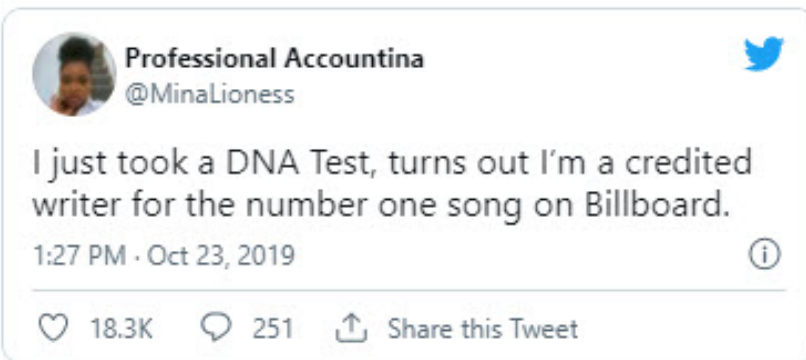 Professional Accountina
@MinaLioness
I just took a DNA Test, turns out I'm a credited
writer for the number one song on Billboard.
1:27 PM · Oct 23, 2019
18.3K 251 Share this Tweet